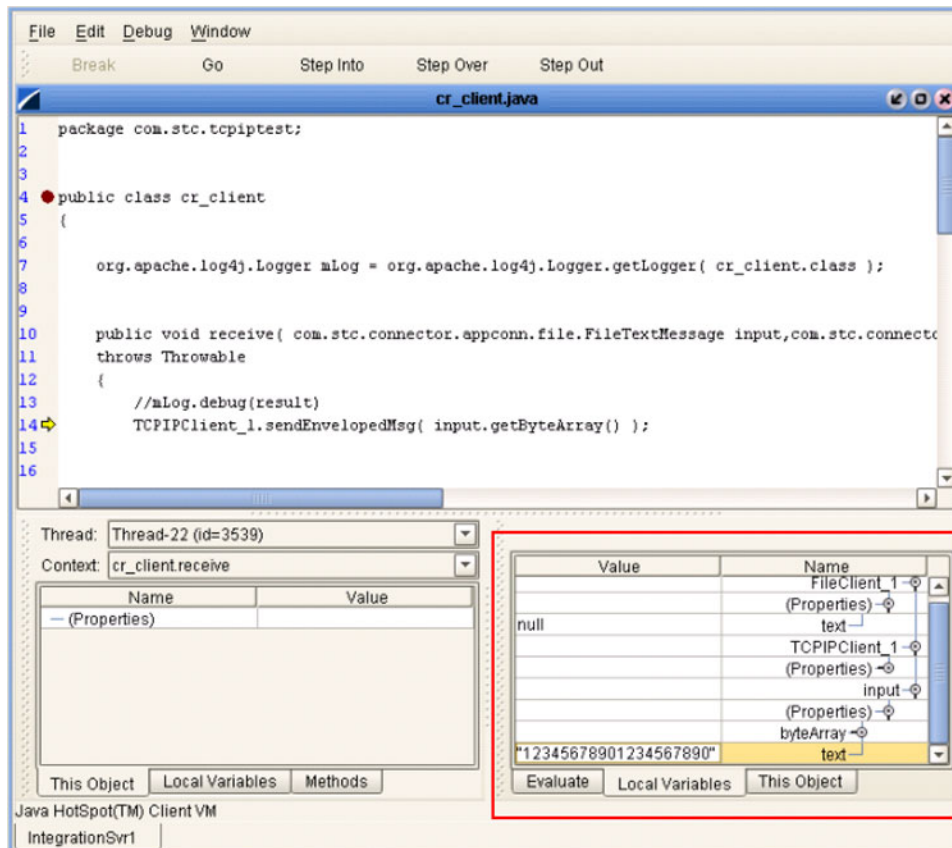 File Edit Debug Window
Break Go Step Into Step Over Step Out
cr_client.java
1 package com.stc.tcpiptest;
2
3
4 public class cr_client
5 {
6
7 org.apache.log4j.Logger mLog = org.apache.log4j.Logger.getLogger( cr_client.class );
8
9
10 public void receive( com.stc.connector.appconn.file.FileTextMessage input,com.stc.connecto
11 throws Throwable
12 {
13 //mLog.debug(result)
14 TCPIPClient_1.sendEnvelopedMsg( input.getByteArray() );
15
16
Thread: Thread-22 (id=3539)
Context: cr_client.receive
Name Value
(Properties)
This Object Local Variables Methods
Value Name
FileClient_1
(Properties)
null text
TCPIPClient_1
(Properties)
input
(Properties)
byteArray
"12345678901234567890" text
Evaluate Local Variables This Object
Java HotSpot(TM) Client VM
IntegrationSvr1